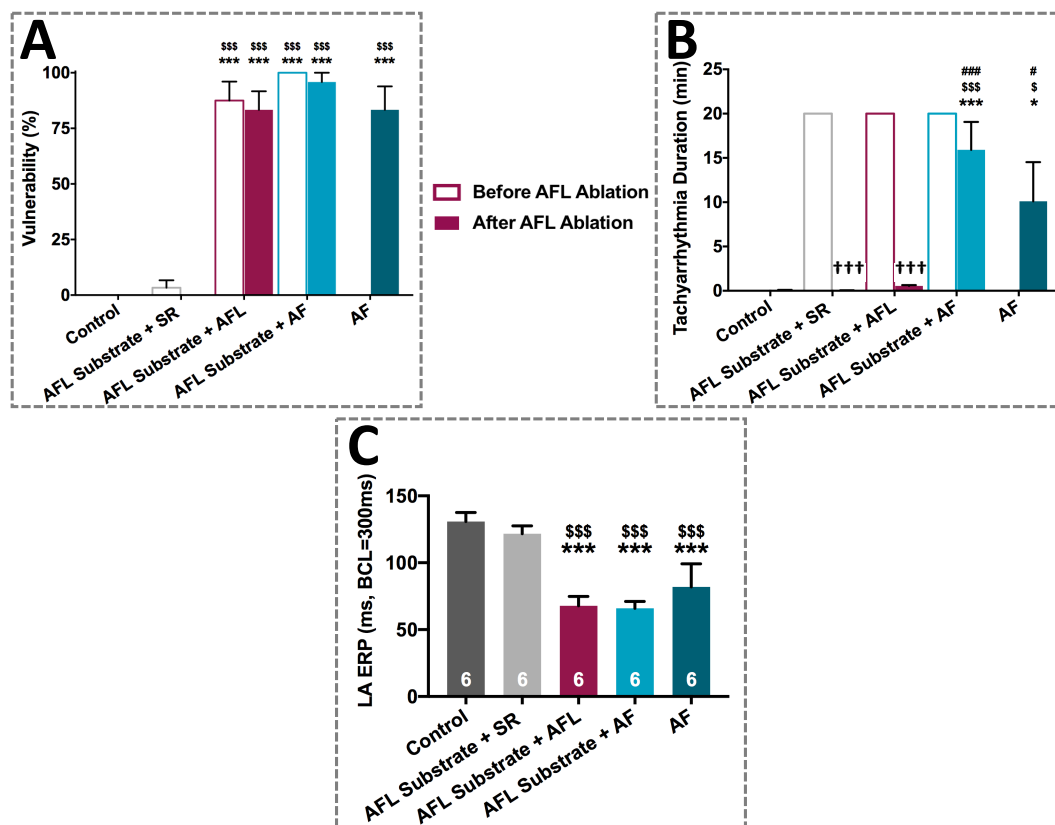 A
$$$ $$$ $$$ $$$ $$$
*** *** *** *** ***
Vulnerability (%)
100
75
50
25
0
Control
AFL Substrate + SR
AFL Substrate + AFL
AFL Substrate + AF
AF
Before AFL Ablation
After AFL Ablation
B
### #
$$$ $
*** *
Tachyarrhythmia Duration (min)
25
20
15
10
5
0
††† †††
Control
AFL Substrate + SR
AFL Substrate + AFL
AFL Substrate + AF
AF
C
LA ERP (ms, BCL=300ms)
150
100
50
0
$$$ $$$ $$$
*** *** ***
6 6 6 6 6
Control
AFL Substrate + SR
AFL Substrate + AFL
AFL Substrate + AF
AF